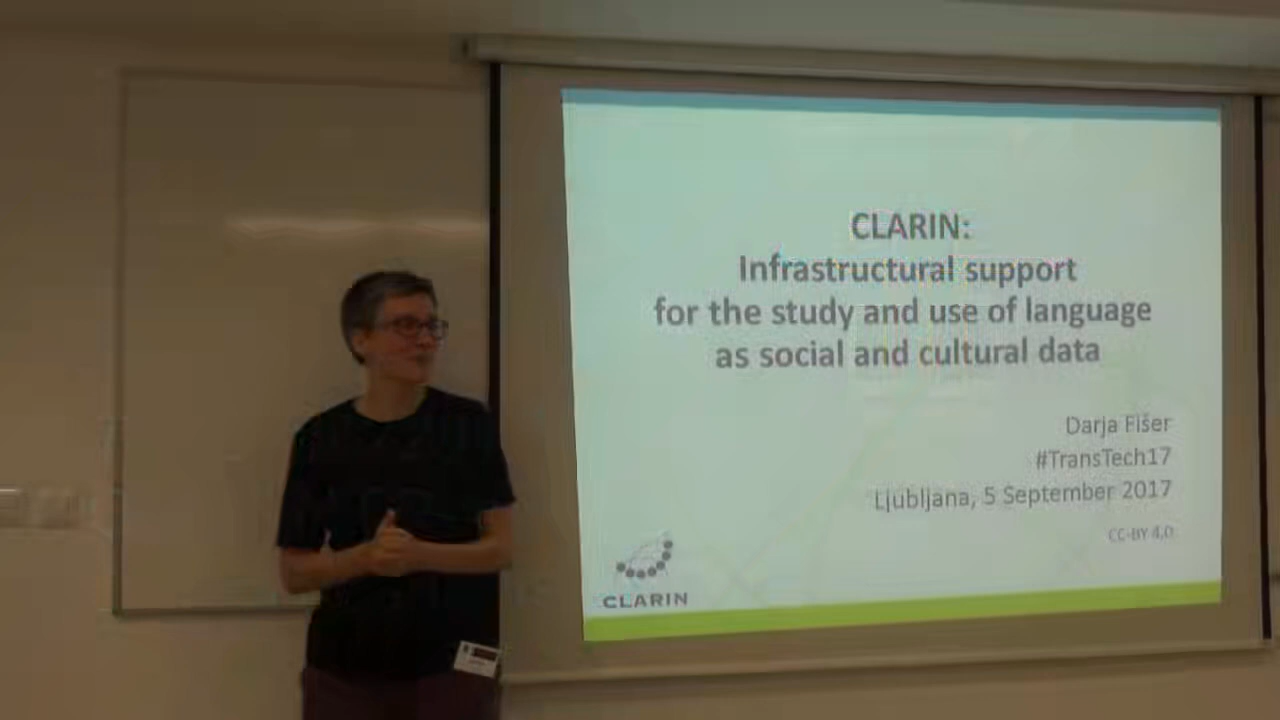 CLARIN:
Infrastructural support
for the study and use of language
as social and cultural data
Darja Fišer
#TransTech17
Ljubljana, 5 September 2017
CC-BY 4,0
CLARIN